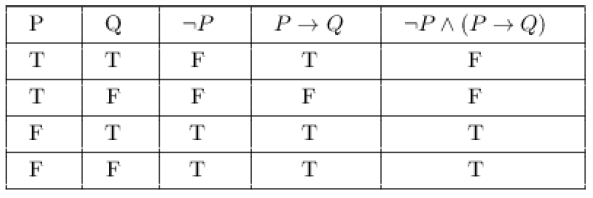 P Q ¬P P → Q ¬P ∧ (P → Q)
T T F T F
T F F F F
F T T T T
F F T T T